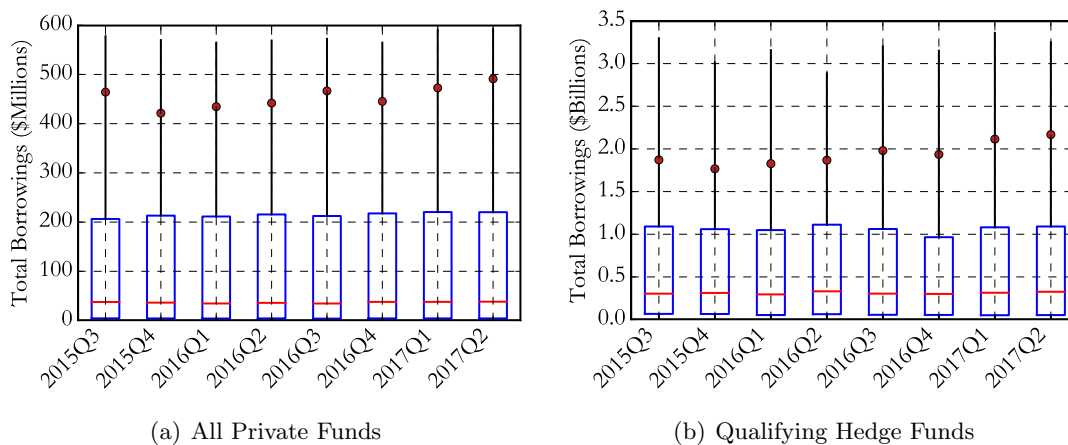 600
500
400
300
200
100
0
Total Borrowings ($Millions)
2015Q3
2015Q4
2016Q1
2016Q2
2016Q3
2016Q4
2017Q1
2017Q2
(a) All Private Funds
3.5
3.0
2.5
2.0
1.5
1.0
0.5
0.0
Total Borrowings ($Billions)
2015Q3
2015Q4
2016Q1
2016Q2
2016Q3
2016Q4
2017Q1
2017Q2
(b) Qualifying Hedge Funds